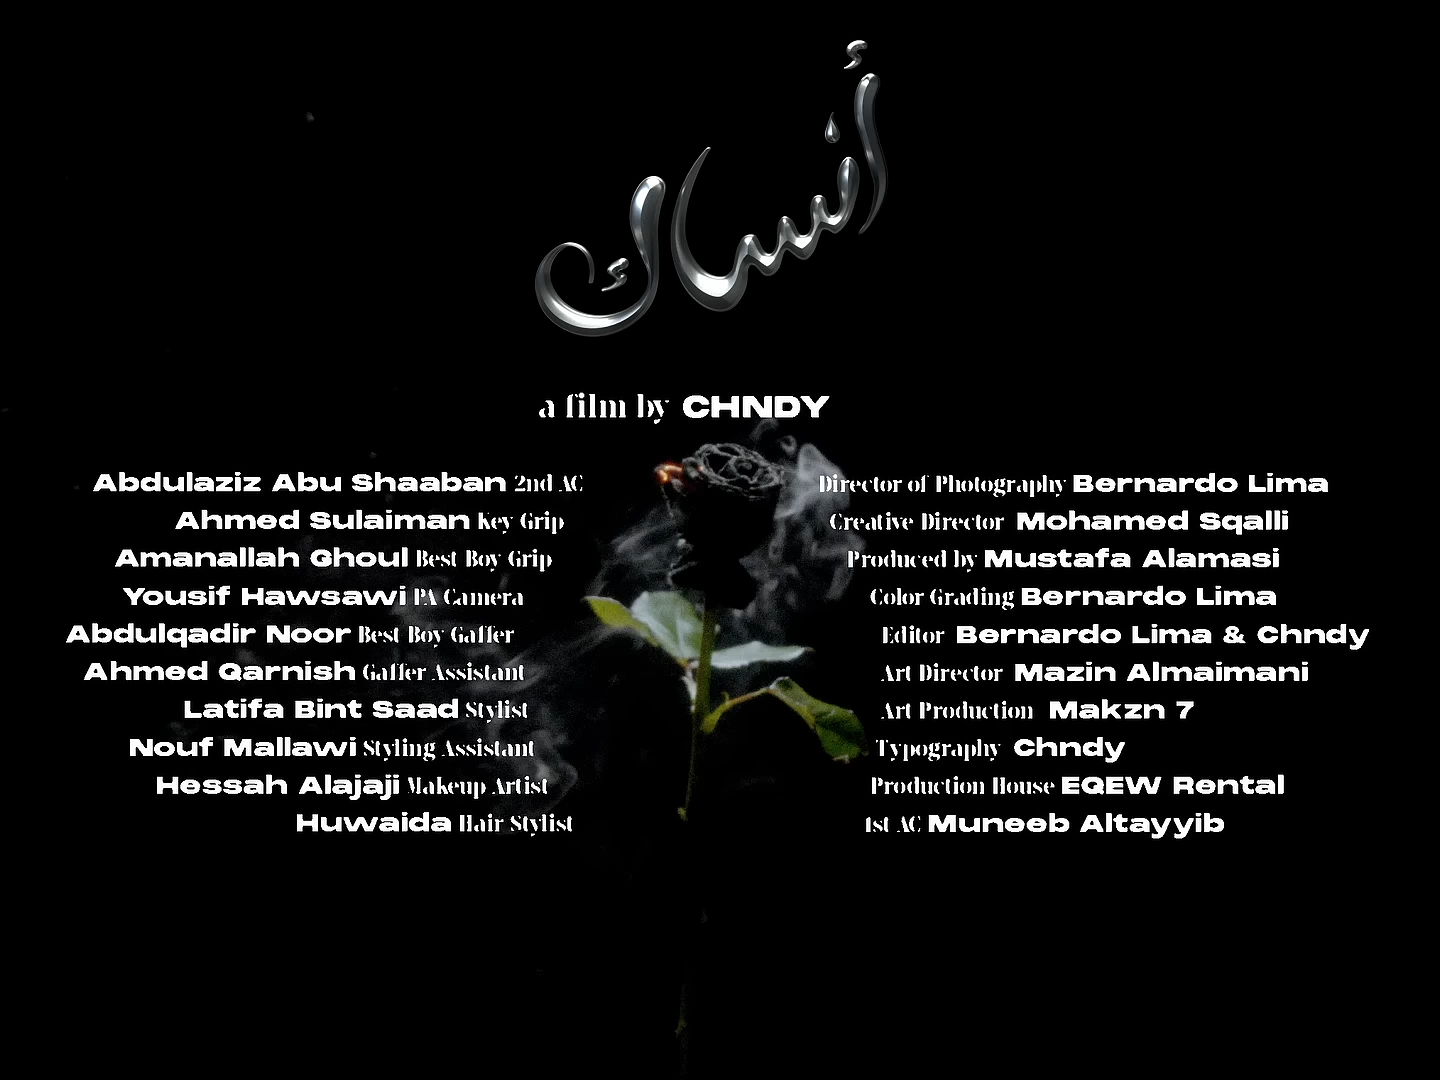 أنساك
a film by CHNDY
Abdulaziz Abu Shaaban 2nd AC
Ahmed Sulaiman Key Grip
Amanallah Ghoul Best Boy Grip
Yousif Hawsawi PA Camera
Abdulqadir Noor Best Boy Gaffer
Ahmed Qarnish Gaffer Assistant
Latifa Bint Saad Stylist
Nouf Mallawi Styling Assistant
Hessah Alajaji Makeup Artist
Huwaida Hair Stylist
Director of Photography Bernardo Lima
Creative Director Mohamed Sqalli
Produced by Mustafa Alamasi
Color Grading Bernardo Lima
Editor Bernardo Lima & Chndy
Art Director Mazin Almaimani
Art Production Makzn 7
Typography Chndy
Production House EQEW Rental
1st AC Muneeb Altayyib